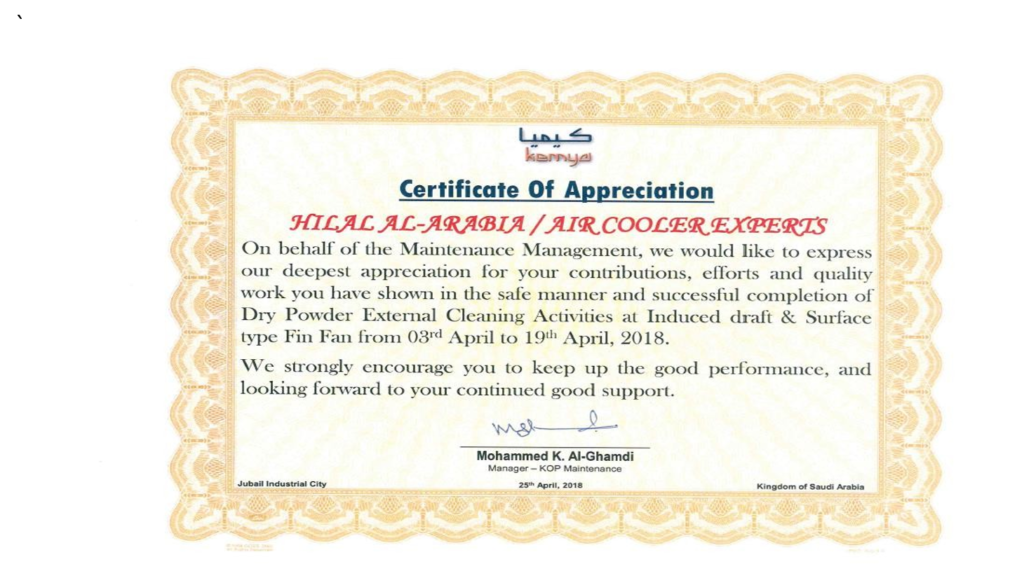 `
كيميا
kemya
Certificate Of Appreciation
HILAL AL-ARABIA / AIR COOLER EXPERTS
On behalf of the Maintenance Management, we would like to express
our deepest appreciation for your contributions, efforts and quality
work you have shown in the safe manner and successful completion of
Dry Powder External Cleaning Activities at Induced draft & Surface
type Fin Fan from 03rd April to 19th April, 2018.
We strongly encourage you to keep up the good performance, and
looking forward to your continued good support.
Mohammed K. Al-Ghamdi
Manager – KOP Maintenance
Jubail Industrial City
25th April, 2018
Kingdom of Saudi Arabia